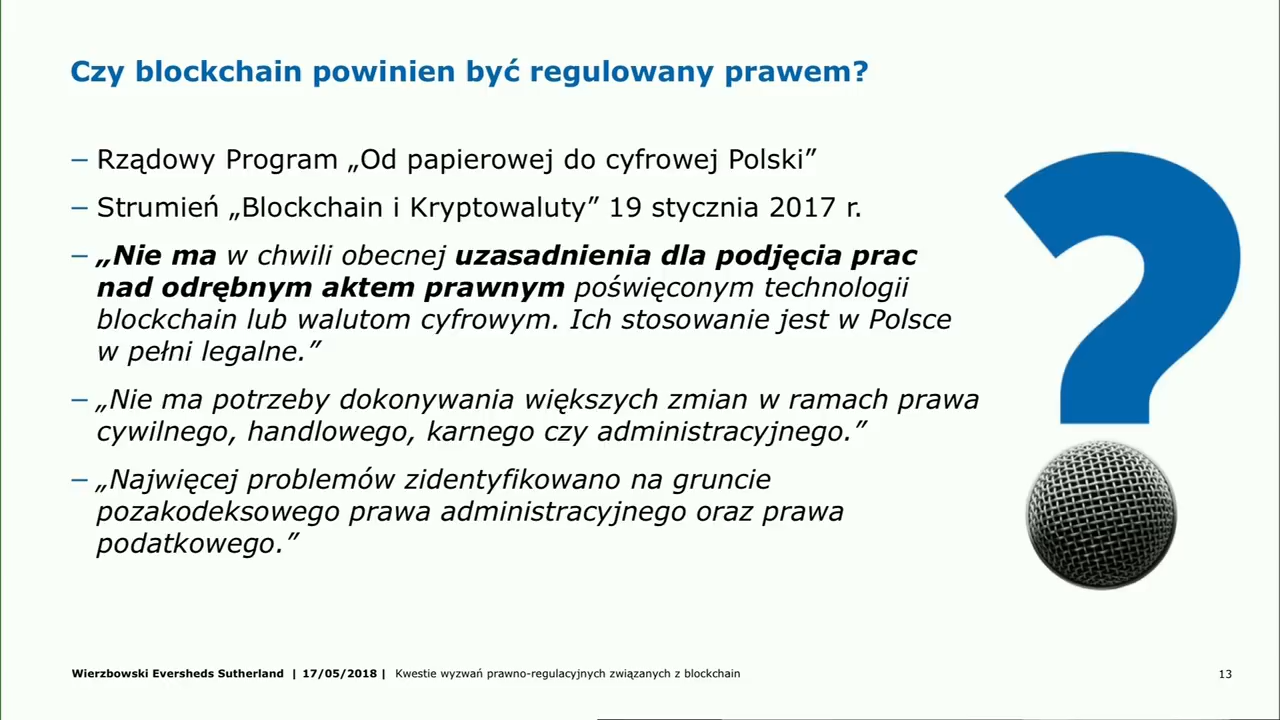 Czy blockchain powinien być regulowany prawem?
– Rządowy Program „Od papierowej do cyfrowej Polski”
– Strumień „Blockchain i Kryptowaluty” 19 stycznia 2017 r.
– „Nie ma w chwili obecnej uzasadnienia dla podjęcia prac
nad odrębnym aktem prawnym poświęconym technologii
blockchain lub walutom cyfrowym. Ich stosowanie jest w Polsce
w pełni legalne.”
– „Nie ma potrzeby dokonywania większych zmian w ramach prawa
cywilnego, handlowego, karnego czy administracyjnego.”
– „Najwięcej problemów zidentyfikowano na gruncie
pozakodeksowego prawa administracyjnego oraz prawa
podatkowego.”
Wierzbowski Eversheds Sutherland | 17/05/2018 | Kwestie wyzwań prawno-regulacyjnych związanych z blockchain
13